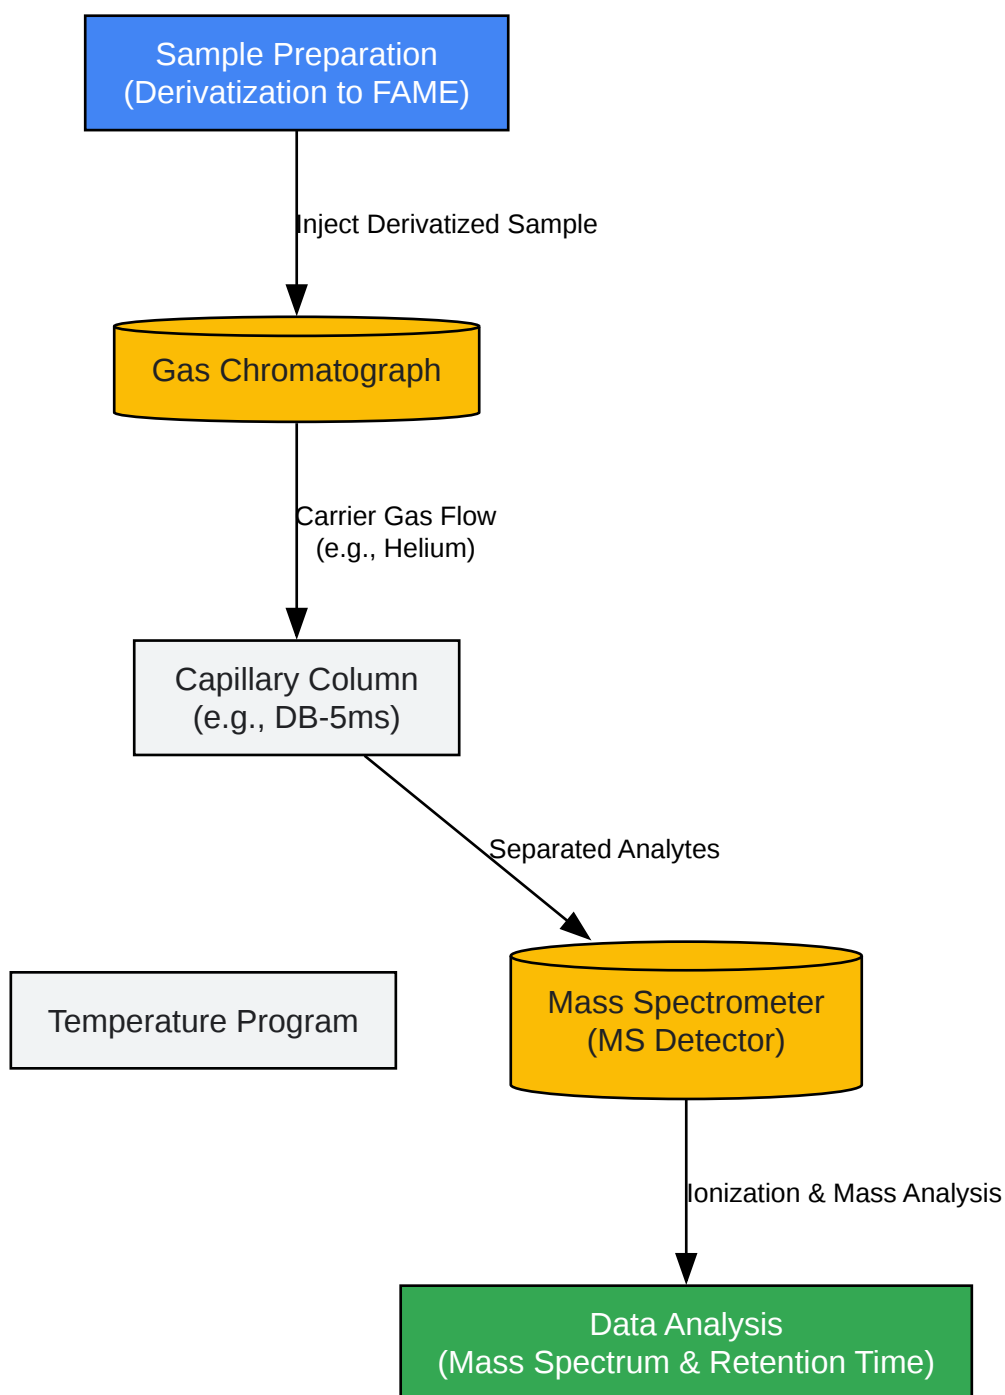 Sample Preparation
(Derivatization to FAME)
Inject Derivatized Sample
Gas Chromatograph
Carrier Gas Flow
(e.g., Helium)
Capillary Column
(e.g., DB-5ms)
Separated Analytes
Temperature Program
Mass Spectrometer
(MS Detector)
Ionization & Mass Analysis
Data Analysis
(Mass Spectrum & Retention Time)